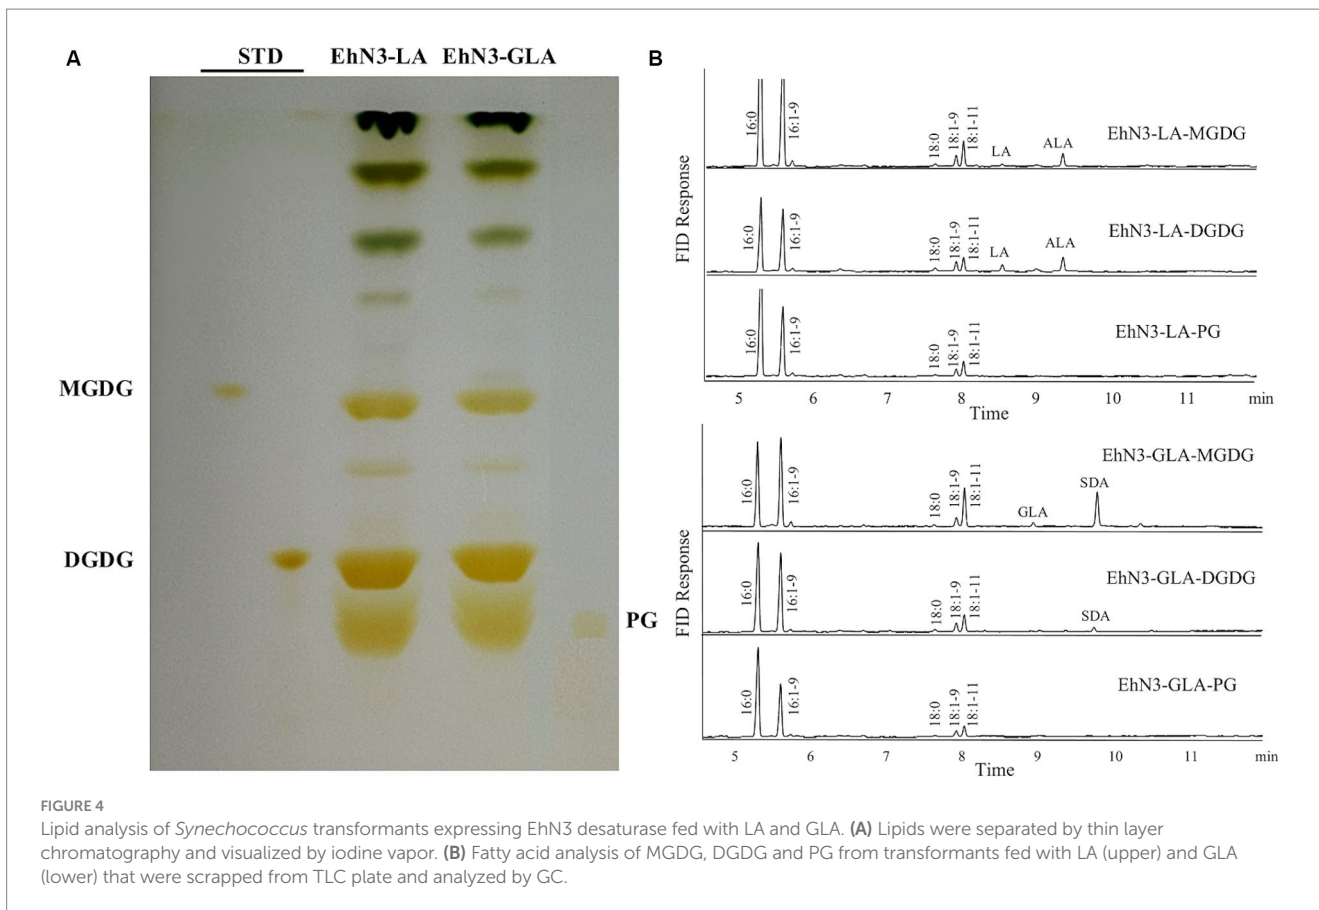 A
STD
EhN3-LA
EhN3-GLA
MGDG
DGDG
PG
B
FID Response
16:0
16:1-9
18:0
18:1-9
18:1-11
LA
ALA
EhN3-LA-MGDG
16:0
16:1-9
18:0
18:1-9
18:1-11
LA
ALA
EhN3-LA-DGDG
16:0
16:1-9
18:0
18:1-9
18:1-11
EhN3-LA-PG
5 6 7 8 9 10 11 min
Time
FID Response
16:0
16:1-9
18:0
18:1-9
18:1-11
GLA
SDA
EhN3-GLA-MGDG
16:0
16:1-9
18:0
18:1-9
18:1-11
SDA
EhN3-GLA-DGDG
16:0
16:1-9
18:0
18:1-9
18:1-11
EhN3-GLA-PG
5 6 7 8 9 10 11 min
Time
FIGURE 4
Lipid analysis of Synechococcus transformants expressing EhN3 desaturase fed with LA and GLA. (A) Lipids were separated by thin layer
chromatography and visualized by iodine vapor. (B) Fatty acid analysis of MGDG, DGDG and PG from transformants fed with LA (upper) and GLA
(lower) that were scrapped from TLC plate and analyzed by GC.